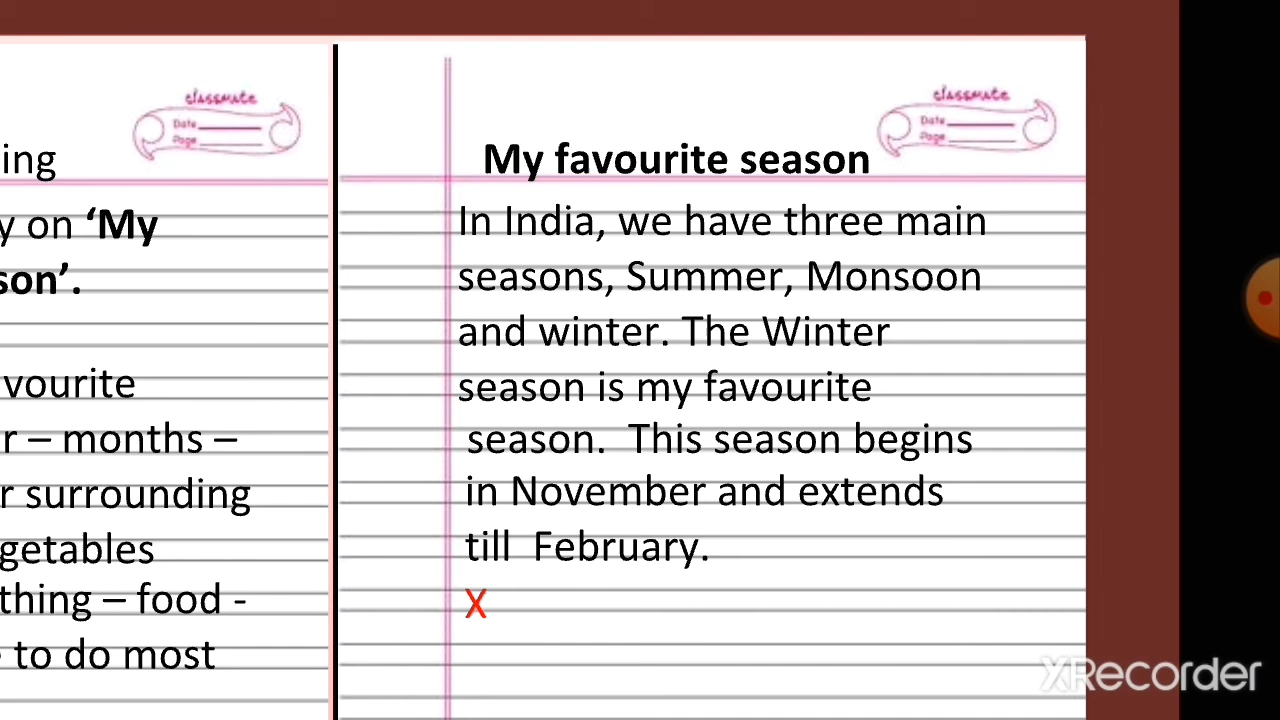 classmate
Date
Page
ing
y on ‘My
son’.
vourite
r – months –
r surrounding
getables
thing – food -
to do most
classmate
Date
Page
My favourite season
In India, we have three main
seasons, Summer, Monsoon
and winter. The Winter
season is my favourite
season. This season begins
in November and extends
till February.
X
XRecorder